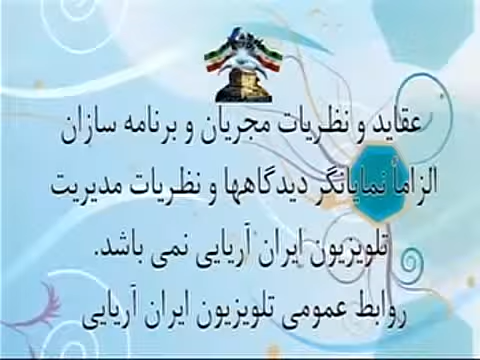 عقاید و نظریات مجریان و برنامه سازان
الزاماً نمایانگر دیدگاهها و نظریات مدیریت
تلویزیون ایران آریایی نمی باشد.
روابط عمومی تلویزیون ایران آریایی